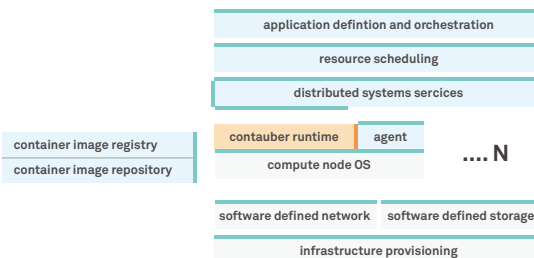 application defintion and orchestration
resource scheduling
distributed systems sercices
contauber runtime
agent
container image registry
compute node OS
.... N
container image repository
software defined network
software defined storage
infrastructure provisioning